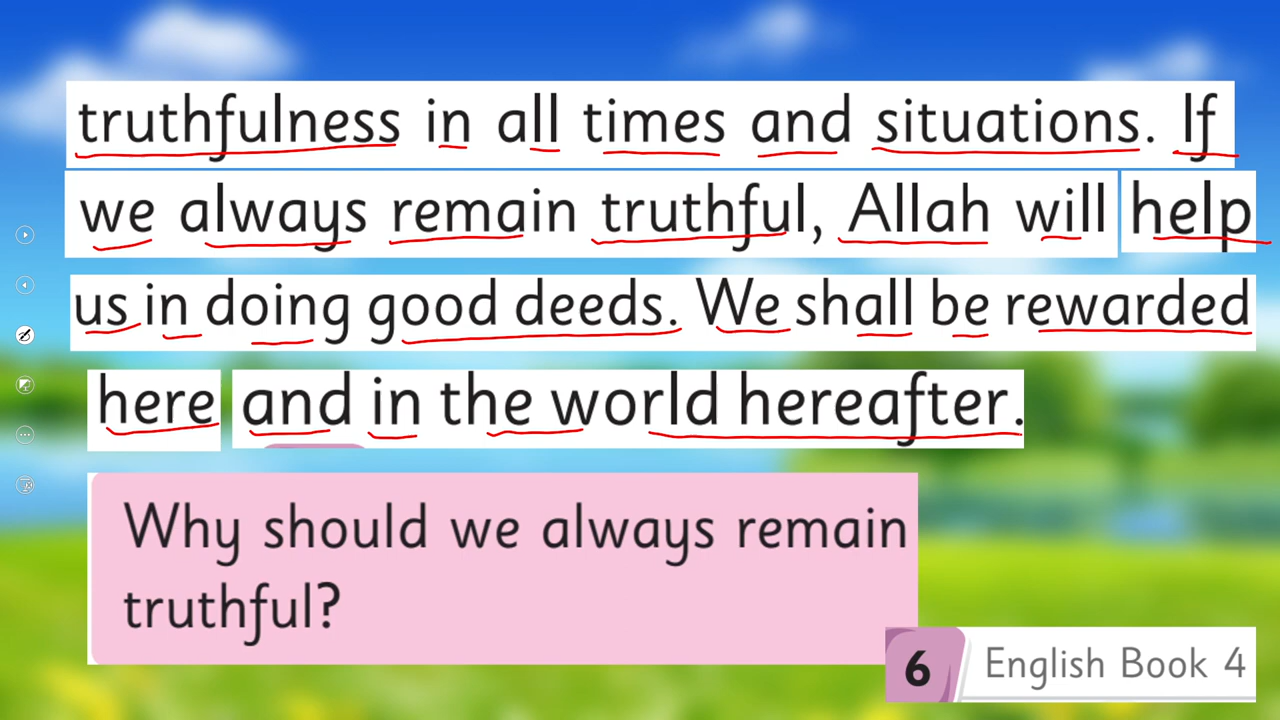 truthfulness in all times and situations. If
we always remain truthful, Allah will help
us in doing good deeds. We shall be rewarded
here and in the world hereafter.
Why should we always remain
truthful?
6 English Book 4